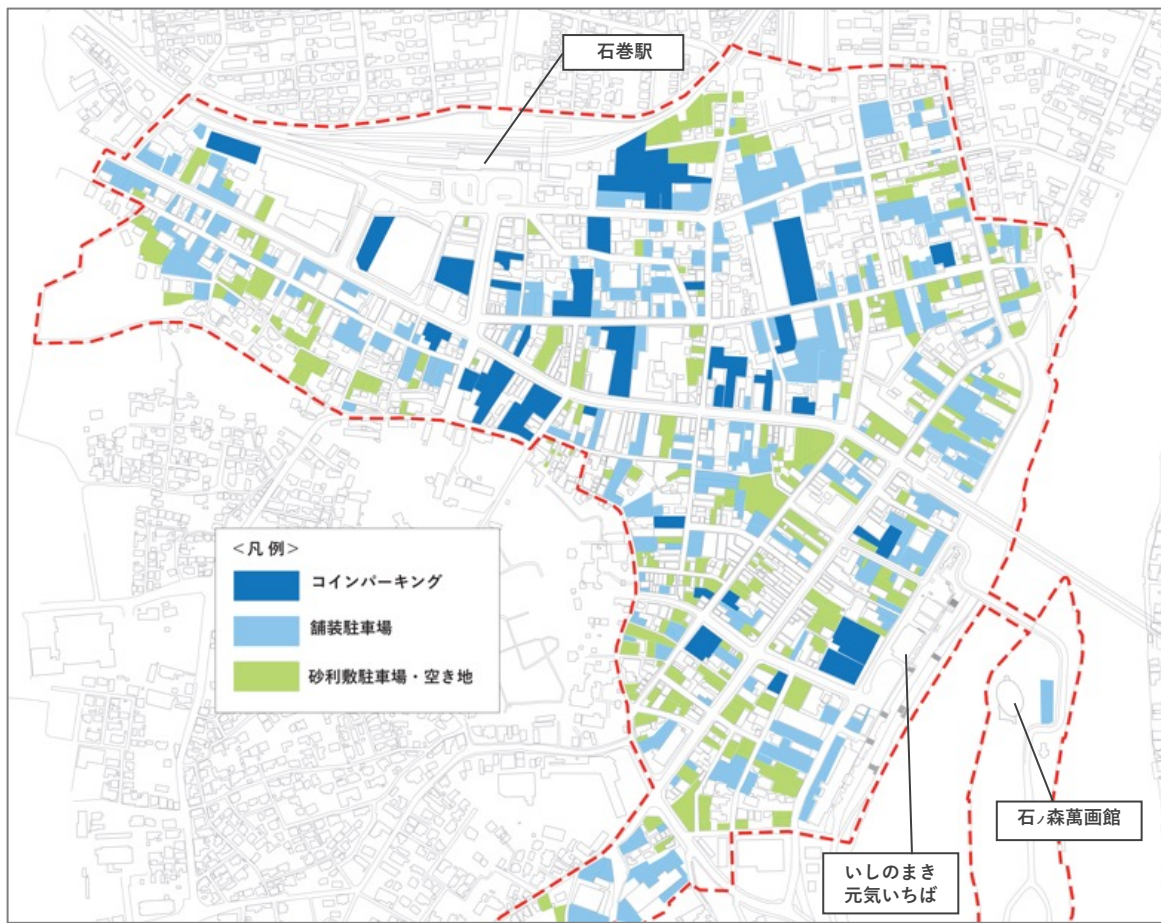 石巻駅
<凡例>
コインパーキング
舗装駐車場
砂利敷駐車場・空き地
石ノ森萬画館
いしのまき
元気いちば